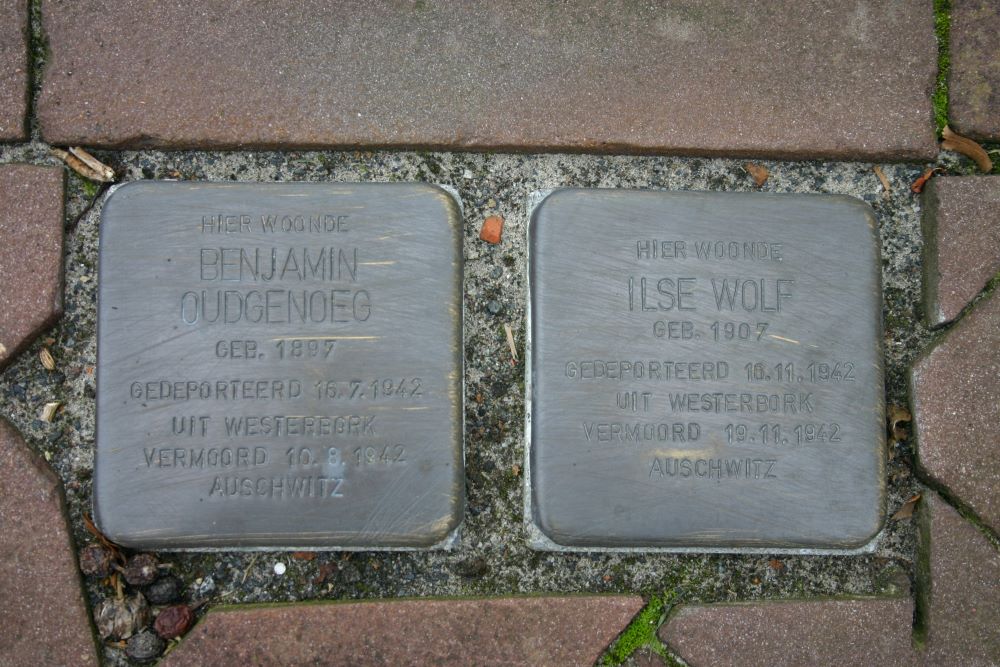 HIER WOONDE
BENJAMIN
OUDGENOEG
GEB. 1897
GEDEPORTEERD 16.7.1942
UIT WESTERBORK
VERMOORD 10.8.1942
AUSCHWITZ
HIER WOONDE
ILSE WOLF
GEB. 1907
GEDEPORTEERD 16.11.1942
UIT WESTERBORK
VERMOORD 19.11.1942
AUSCHWITZ